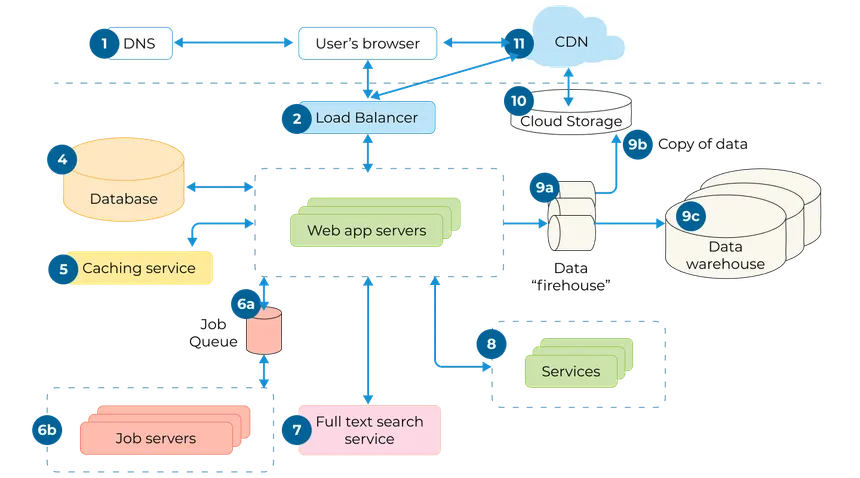 1 DNS
User's browser
11 CDN
2 Load Balancer
10
Cloud Storage
9b Copy of data
4
Database
9a
9c
Web app servers
Data
warehouse
5 Caching service
Data
“firehouse”
6a
Job
Queue
8
Services
6b
Job servers
7
Full text search
service